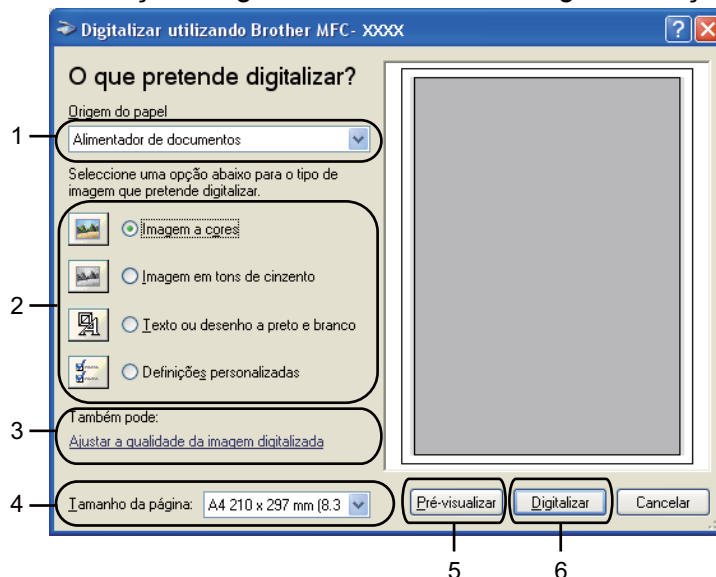 Digitalizar utilizando Brother MFC- XXXX
O que pretende digitalizar?
Origem do papel
1
Alimentador de documentos
Seleccione uma opção abaixo para o tipo de
imagem que pretende digitalizar.
Imagem a cores
Imagem em tons de cinzento
2
Texto ou desenho a preto e branco
Definições personalizadas
Também pode:
3
Ajustar a qualidade da imagem digitalizada
4
Tamanho da página: A4 210 x 297 mm (8.3
Pré-visualizar Digitalizar Cancelar
5 6